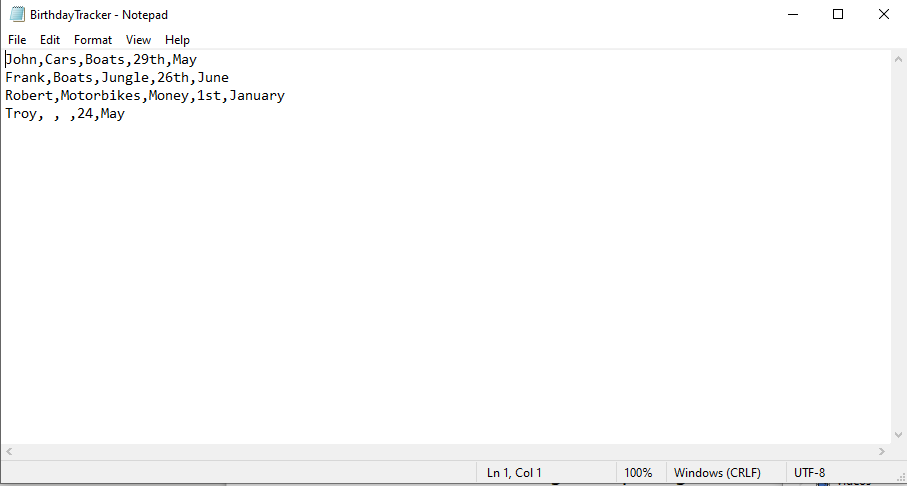 BirthdayTracker - Notepad
File Edit Format View Help
John,Cars,Boats,29th,May
Frank,Boats,Jungle,26th,June
Robert,Motorbikes,Money,1st,January
Troy, , ,24,May
Ln 1, Col 1 100% Windows (CRLF) UTF-8